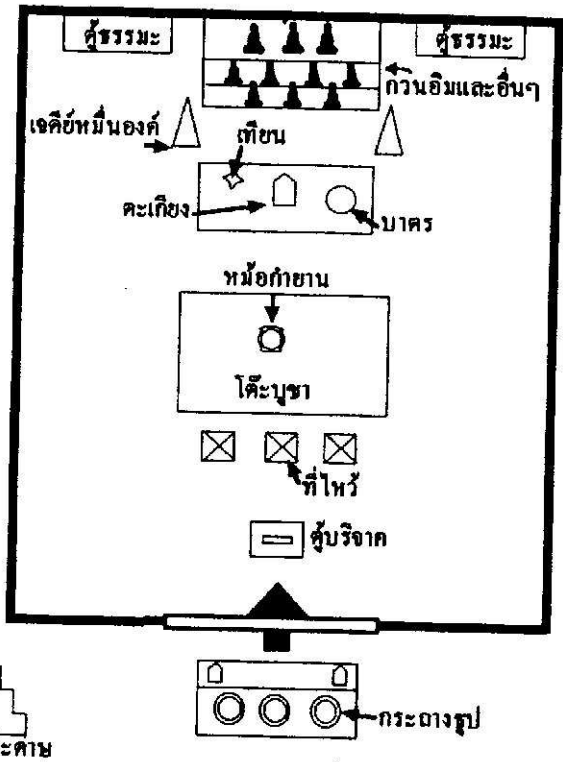 ตู้ธรรมะ
ตู้ธรรมะ
กวนอิมและอื่นๆ
เจดีย์หมื่นองค์
เทียน
ตะเกียง
บาตร
หม้อกำยาน
โต๊ะบูชา
ที่ไหว้
ตู้บริจาค
กระถางธูป
ะดาษ